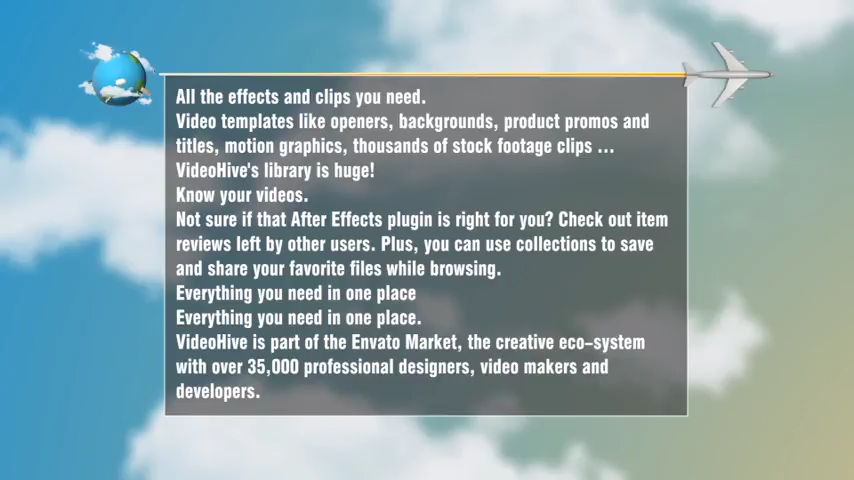 All the effects and clips you need.
Video templates like openers, backgrounds, product promos and
titles, motion graphics, thousands of stock footage clips ...
VideoHive's library is huge!
Know your videos.
Not sure if that After Effects plugin is right for you? Check out item
reviews left by other users. Plus, you can use collections to save
and share your favorite files while browsing.
Everything you need in one place
Everything you need in one place.
VideoHive is part of the Envato Market, the creative eco-system
with over 35,000 professional designers, video makers and
developers.